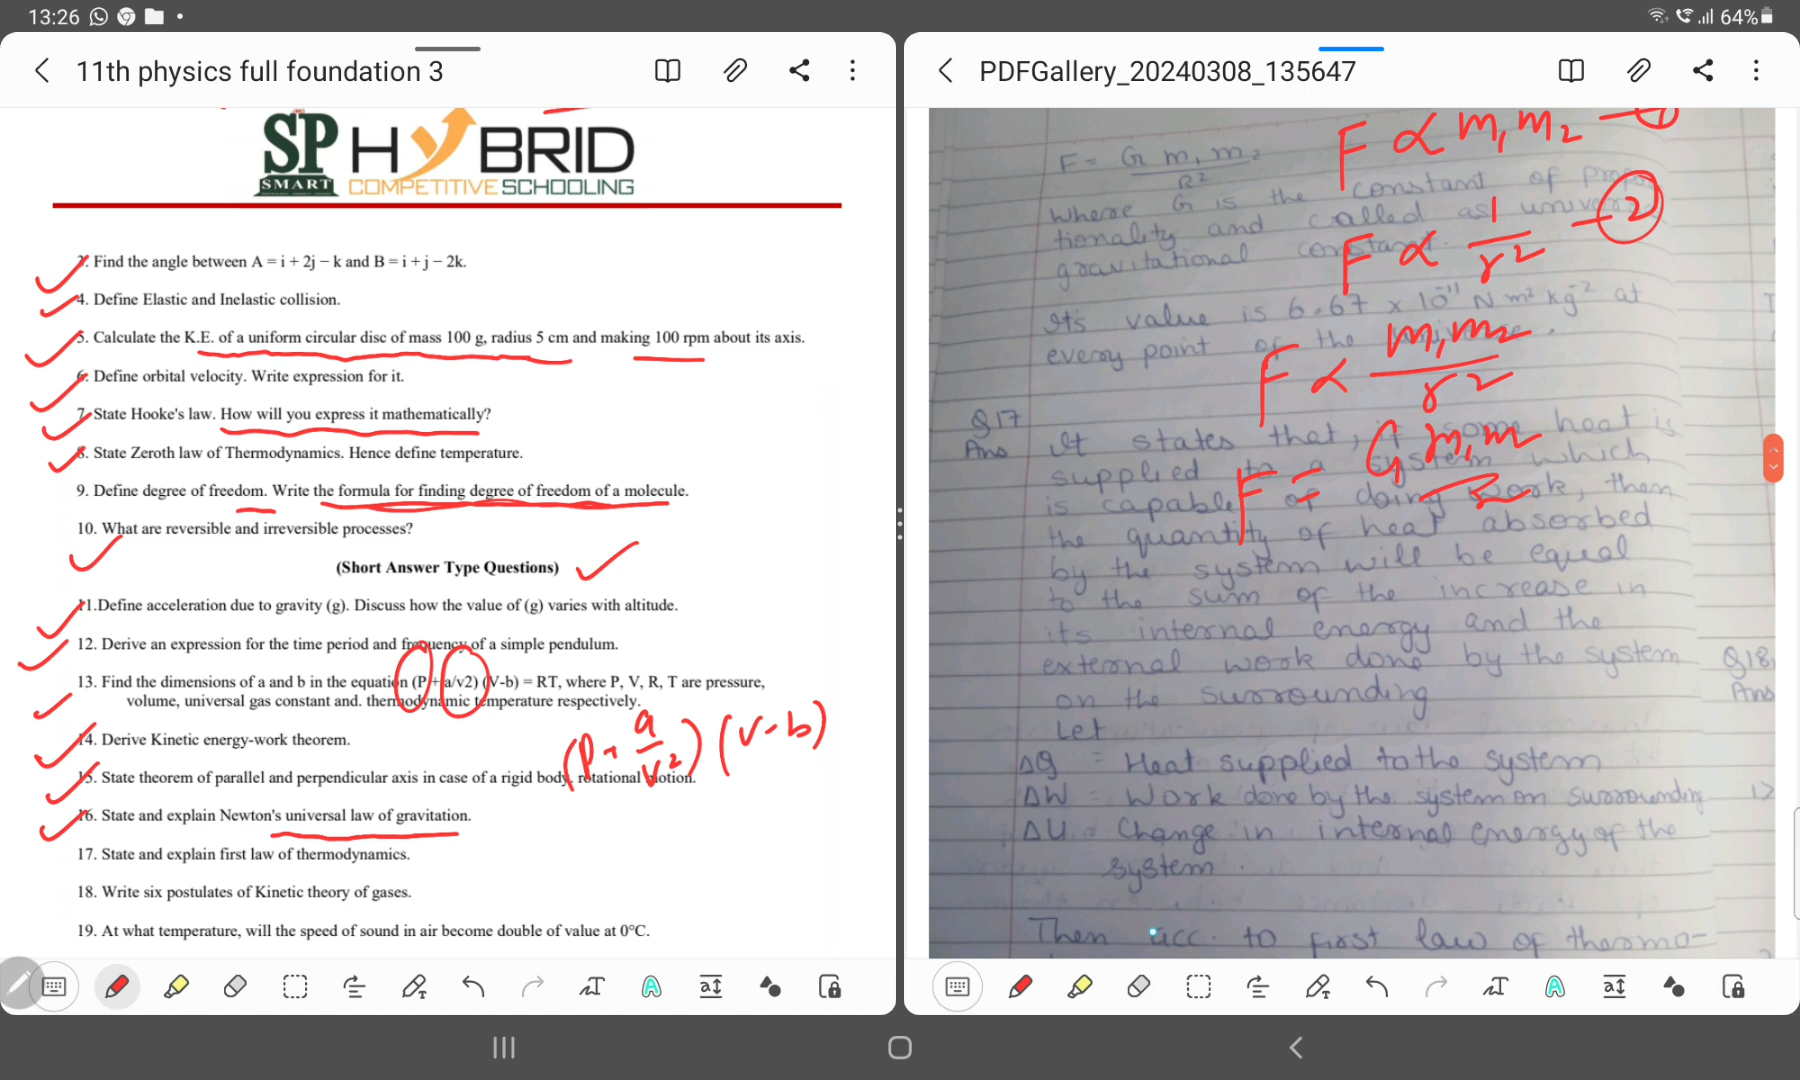 13:26
64%
11th physics full foundation 3
SP HYBRID
SMART COMPETITIVE SCHOOLING
3. Find the angle between A = i + 2j – k and B = i + j – 2k.
4. Define Elastic and Inelastic collision.
5. Calculate the K.E. of a uniform circular disc of mass 100 g, radius 5 cm and making 100 rpm about its axis.
6. Define orbital velocity. Write expression for it.
7. State Hooke's law. How will you express it mathematically?
8. State Zeroth law of Thermodynamics. Hence define temperature.
9. Define degree of freedom. Write the formula for finding degree of freedom of a molecule.
10. What are reversible and irreversible processes?
(Short Answer Type Questions)
11.Define acceleration due to gravity (g). Discuss how the value of (g) varies with altitude.
12. Derive an expression for the time period and frequency of a simple pendulum.
13. Find the dimensions of a and b in the equation (P+ a/v2) (V-b) = RT, where P, V, R, T are pressure,
volume, universal gas constant and. thermodynamic temperature respectively.
(P + a/v²) (v-b)
14. Derive Kinetic energy-work theorem.
15. State theorem of parallel and perpendicular axis in case of a rigid body. rotational motion.
16. State and explain Newton's universal law of gravitation.
17. State and explain first law of thermodynamics.
18. Write six postulates of Kinetic theory of gases.
19. At what temperature, will the speed of sound in air become double of value at 0°C.
PDFGallery_20240308_135647
F ∝ m₁m₂ — 1
F = G m₁ m₂
R²
where G is the constant of propor
tionality and called as univers
gravitational constant.
F ∝ 1/r² — 2
Its value is 6.67 x 10⁻¹¹ N m² kg⁻² at
every point of the
F ∝ m₁m₂/r²
F = G m₁m₂
Q17
Ans It states that, if some heat is
supplied to a system which
is capable of doing work, then
the quantity of heat absorbed
by the system will be equal
to the sum of the increase in
its internal energy and the
external work done by the system
on the surrounding
Q18
Ans
Let
ΔQ = Heat supplied to the system
ΔW = Work done by the system on surrounding
ΔU = Change in internal energy of the
system.
Then acc. to first law of thermo-